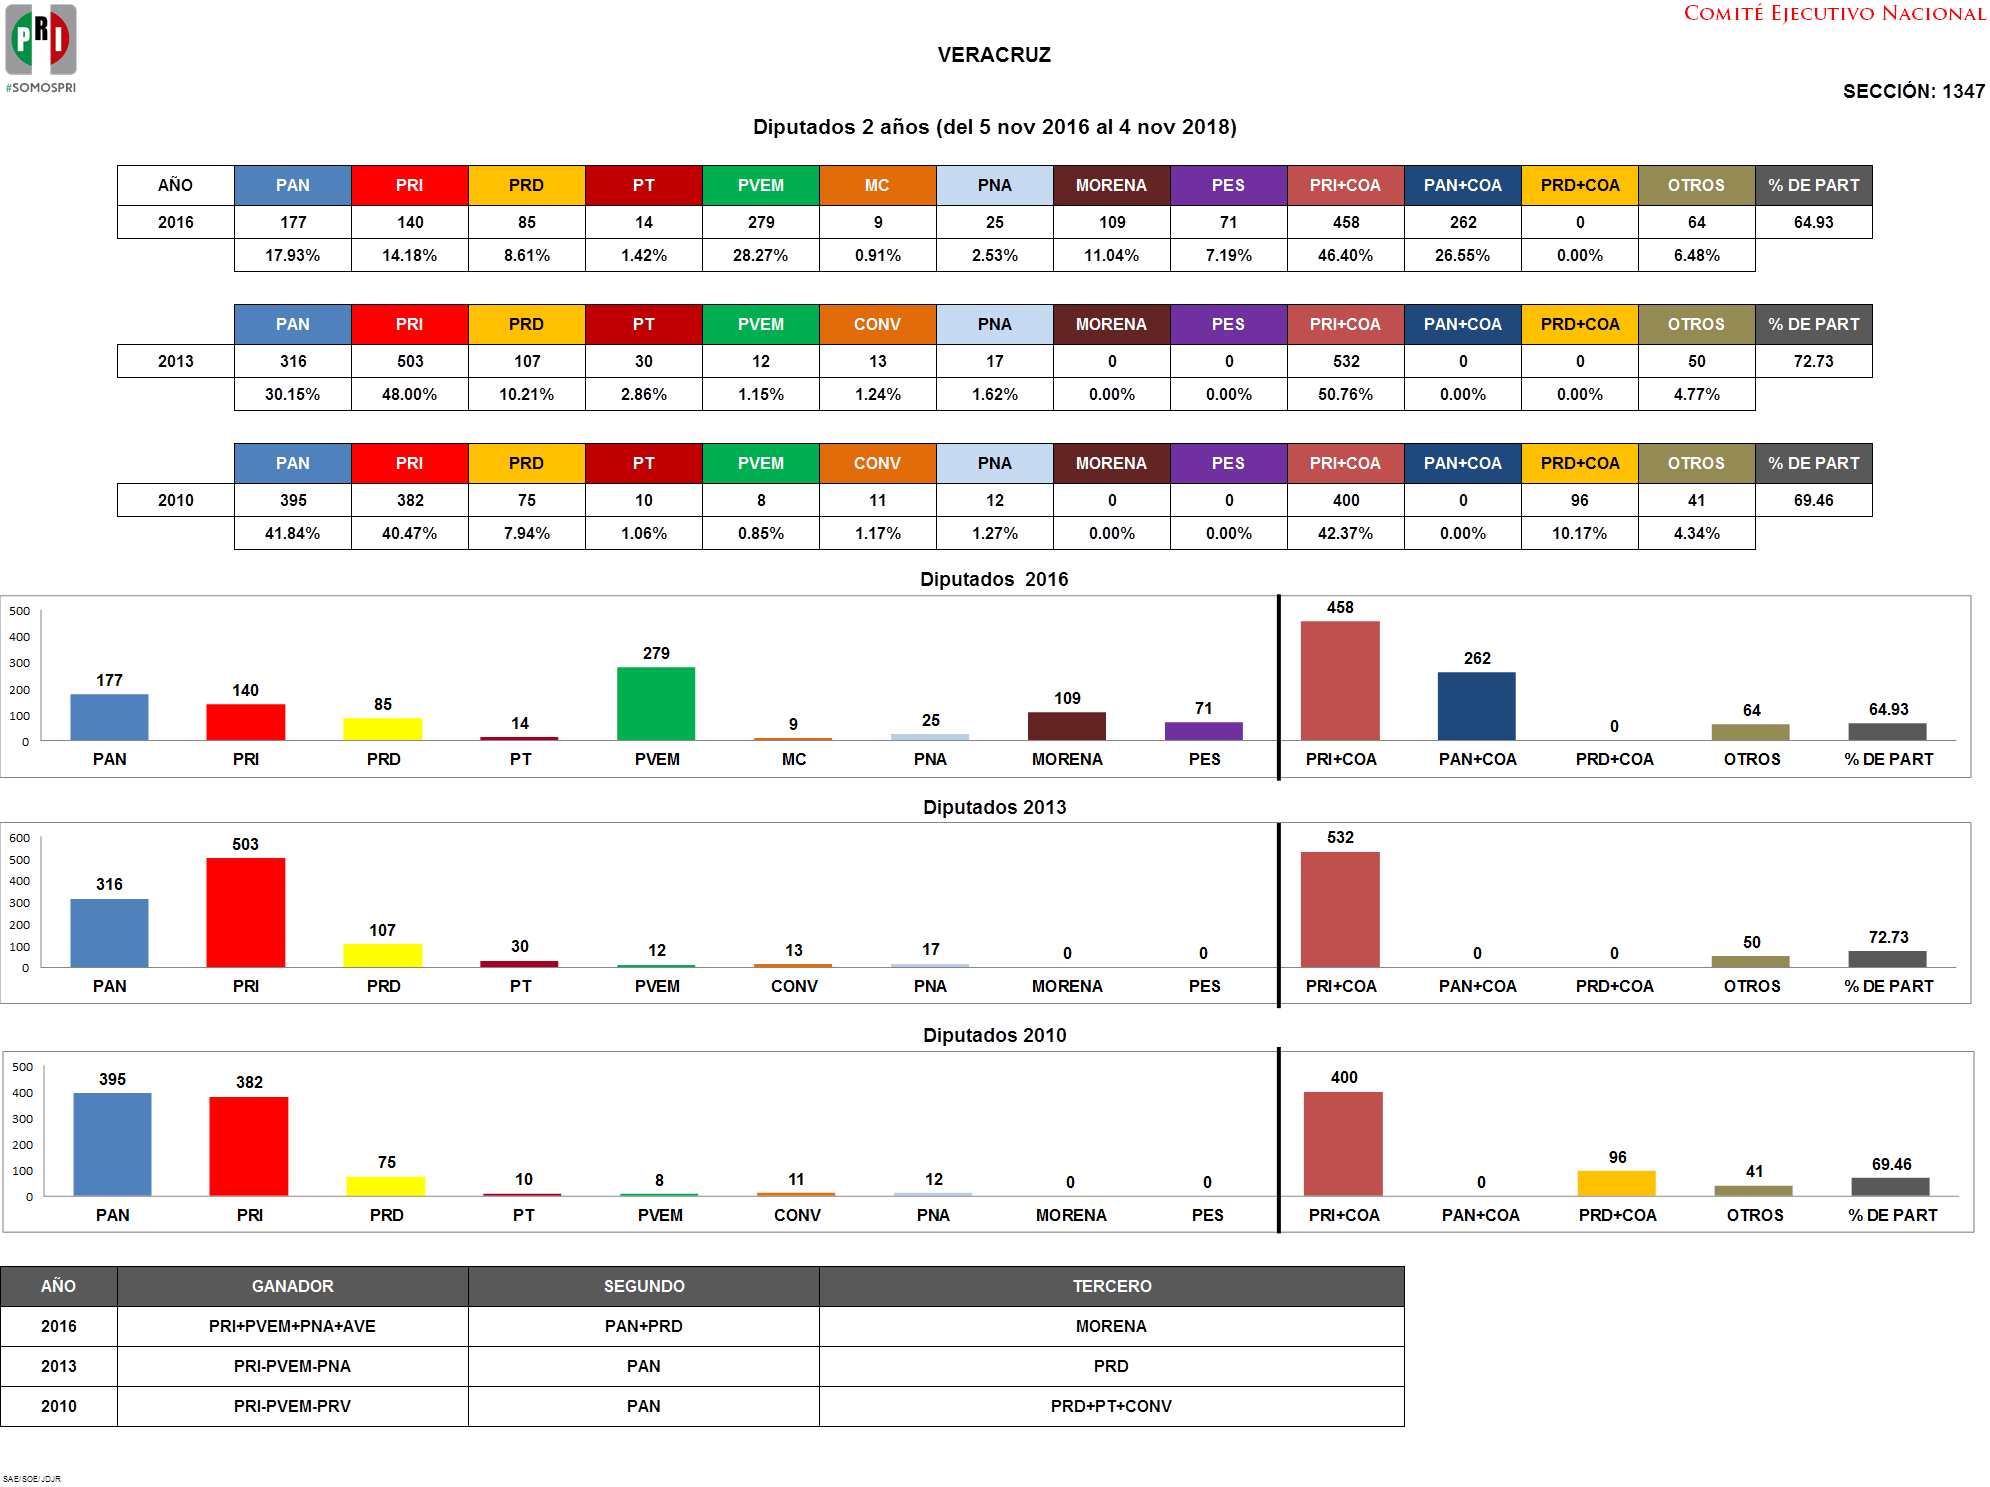 PRI
#SOMOSPRI
COMITÉ EJECUTIVO NACIONAL
VERACRUZ
SECCIÓN: 1347
Diputados 2 años (del 5 nov 2016 al 4 nov 2018)
AÑO PAN PRI PRD PT PVEM MC PNA MORENA PES PRI+COA PAN+COA PRD+COA OTROS % DE PART
2016 177 140 85 14 279 9 25 109 71 458 262 0 64 64.93
17.93% 14.18% 8.61% 1.42% 28.27% 0.91% 2.53% 11.04% 7.19% 46.40% 26.55% 0.00% 6.48%
PAN PRI PRD PT PVEM CONV PNA MORENA PES PRI+COA PAN+COA PRD+COA OTROS % DE PART
2013 316 503 107 30 12 13 17 0 0 532 0 0 50 72.73
30.15% 48.00% 10.21% 2.86% 1.15% 1.24% 1.62% 0.00% 0.00% 50.76% 0.00% 0.00% 4.77%
PAN PRI PRD PT PVEM CONV PNA MORENA PES PRI+COA PAN+COA PRD+COA OTROS % DE PART
2010 395 382 75 10 8 11 12 0 0 400 0 96 41 69.46
41.84% 40.47% 7.94% 1.06% 0.85% 1.17% 1.27% 0.00% 0.00% 42.37% 0.00% 10.17% 4.34%
Diputados 2016
500
400
300
200
100
0
177 140 85 14 279 9 25 109 71 458 262 0 64 64.93
PAN PRI PRD PT PVEM MC PNA MORENA PES PRI+COA PAN+COA PRD+COA OTROS % DE PART
Diputados 2013
600
500
400
300
200
100
0
316 503 107 30 12 13 17 0 0 532 0 0 50 72.73
PAN PRI PRD PT PVEM CONV PNA MORENA PES PRI+COA PAN+COA PRD+COA OTROS % DE PART
Diputados 2010
500
400
300
200
100
0
395 382 75 10 8 11 12 0 0 400 0 96 41 69.46
PAN PRI PRD PT PVEM CONV PNA MORENA PES PRI+COA PAN+COA PRD+COA OTROS % DE PART
AÑO GANADOR SEGUNDO TERCERO
2016 PRI+PVEM+PNA+AVE PAN+PRD MORENA
2013 PRI-PVEM-PNA PAN PRD
2010 PRI-PVEM-PRV PAN PRD+PT+CONV
SAE/SOE/JDJR